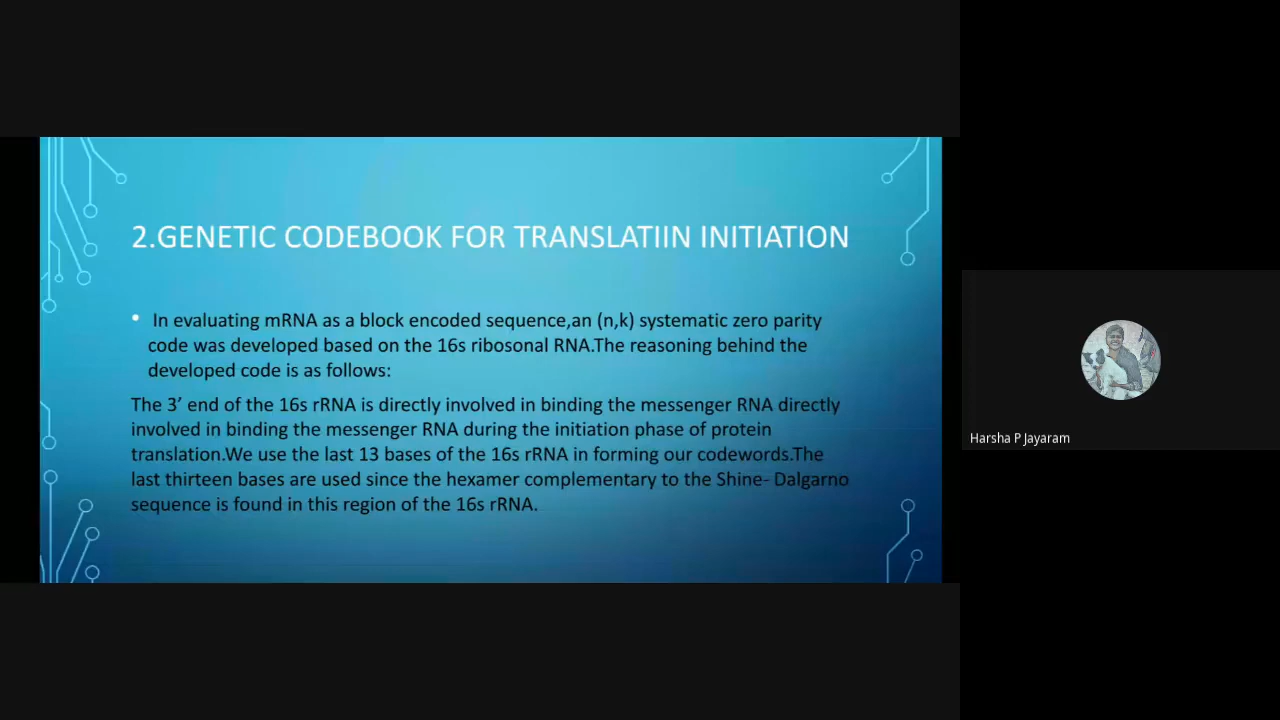 2.GENETIC CODEBOOK FOR TRANSLATIIN INITIATION
• In evaluating mRNA as a block encoded sequence,an (n,k) systematic zero parity
code was developed based on the 16s ribosonal RNA.The reasoning behind the
developed code is as follows:
The 3’ end of the 16s rRNA is directly involved in binding the messenger RNA directly
involved in binding the messenger RNA during the initiation phase of protein
translation.We use the last 13 bases of the 16s rRNA in forming our codewords.The
last thirteen bases are used since the hexamer complementary to the Shine- Dalgarno
sequence is found in this region of the 16s rRNA.
Harsha P Jayaram